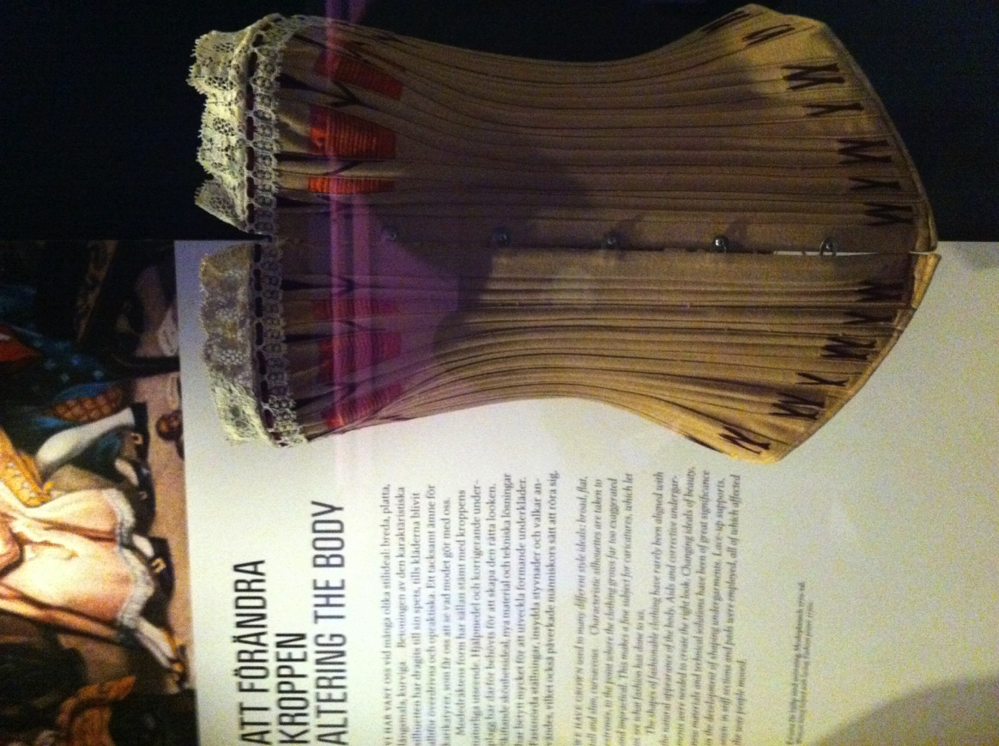 ATT FÖRÄNDRA
KROPPEN
ALTERING THE BODY
VI HAR VANT OSS vid många olika stilideal: breda, platta,
långsmala, kurviga. Betoningen av den karaktäristiska
silhuetten har dragits till sin spets, tills kläderna blivit
alltför överdrivna och opraktiska. Ett tacksamt ämne för
karikatyrer, som får oss att se vad modet gör med oss.
Modedräktens form har sällan stämt med kroppens
naturliga utseende. Hjälpmedel och korrigerande under-
plagg har därför behövts för att skapa den rätta looken.
Skiftande skönhetsideal, nya material och tekniska lösningar
har betytt mycket för att utveckla formande underkläder.
Fastsnörda ställningar, insydda styvnader och valkar an-
vändes, vilket också påverkade människors sätt att röra sig.
WE HAVE GROWN used to many different style ideals: broad, flat,
tall and slim, curvaceous. Characteristic silhouettes are taken to
extremes, to the point where the clothing grows far too exaggerated
and impractical. This makes a fine subject for caricatures, which let
us see what fashion has done to us.
The shapes of fashionable clothing have rarely been aligned with
the natural appearance of the body. Aids and corrective undergar-
ments were needed to create the right look. Changing ideals of beauty,
new materials and technical solutions have been of great significance
in the development of shaping undergarments. Lace-up supports,
sewn-in stiff sections and pads were employed, all of which affected
the way people moved.